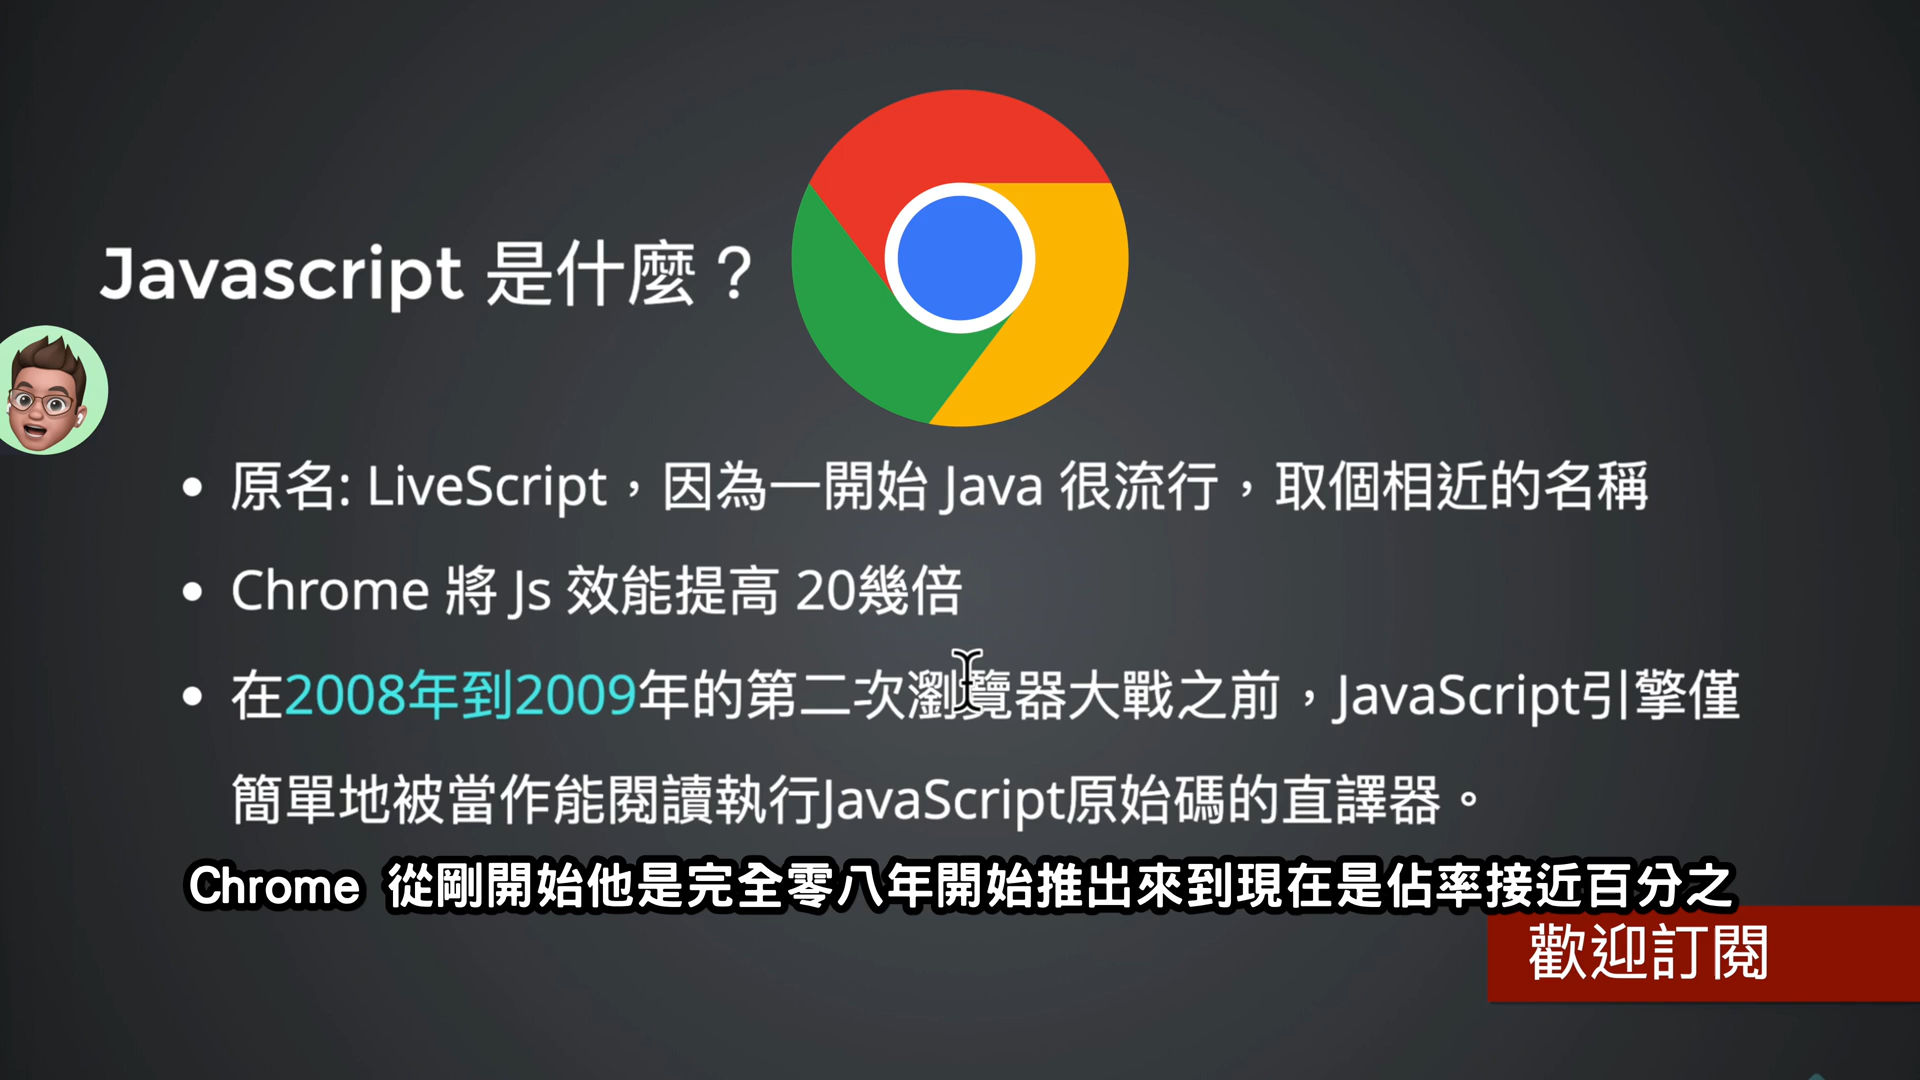 Javascript 是什麼？
• 原名: LiveScript，因為一開始 Java 很流行，取個相近的名稱
• Chrome 將 Js 效能提高 20幾倍
• 在2008年到2009年的第二次瀏覽器大戰之前，JavaScript引擎僅
簡單地被當作能閱讀執行JavaScript原始碼的直譯器。
Chrome 從剛開始他是完全零八年開始推出來到現在是佔率接近百分之
歡迎訂閱